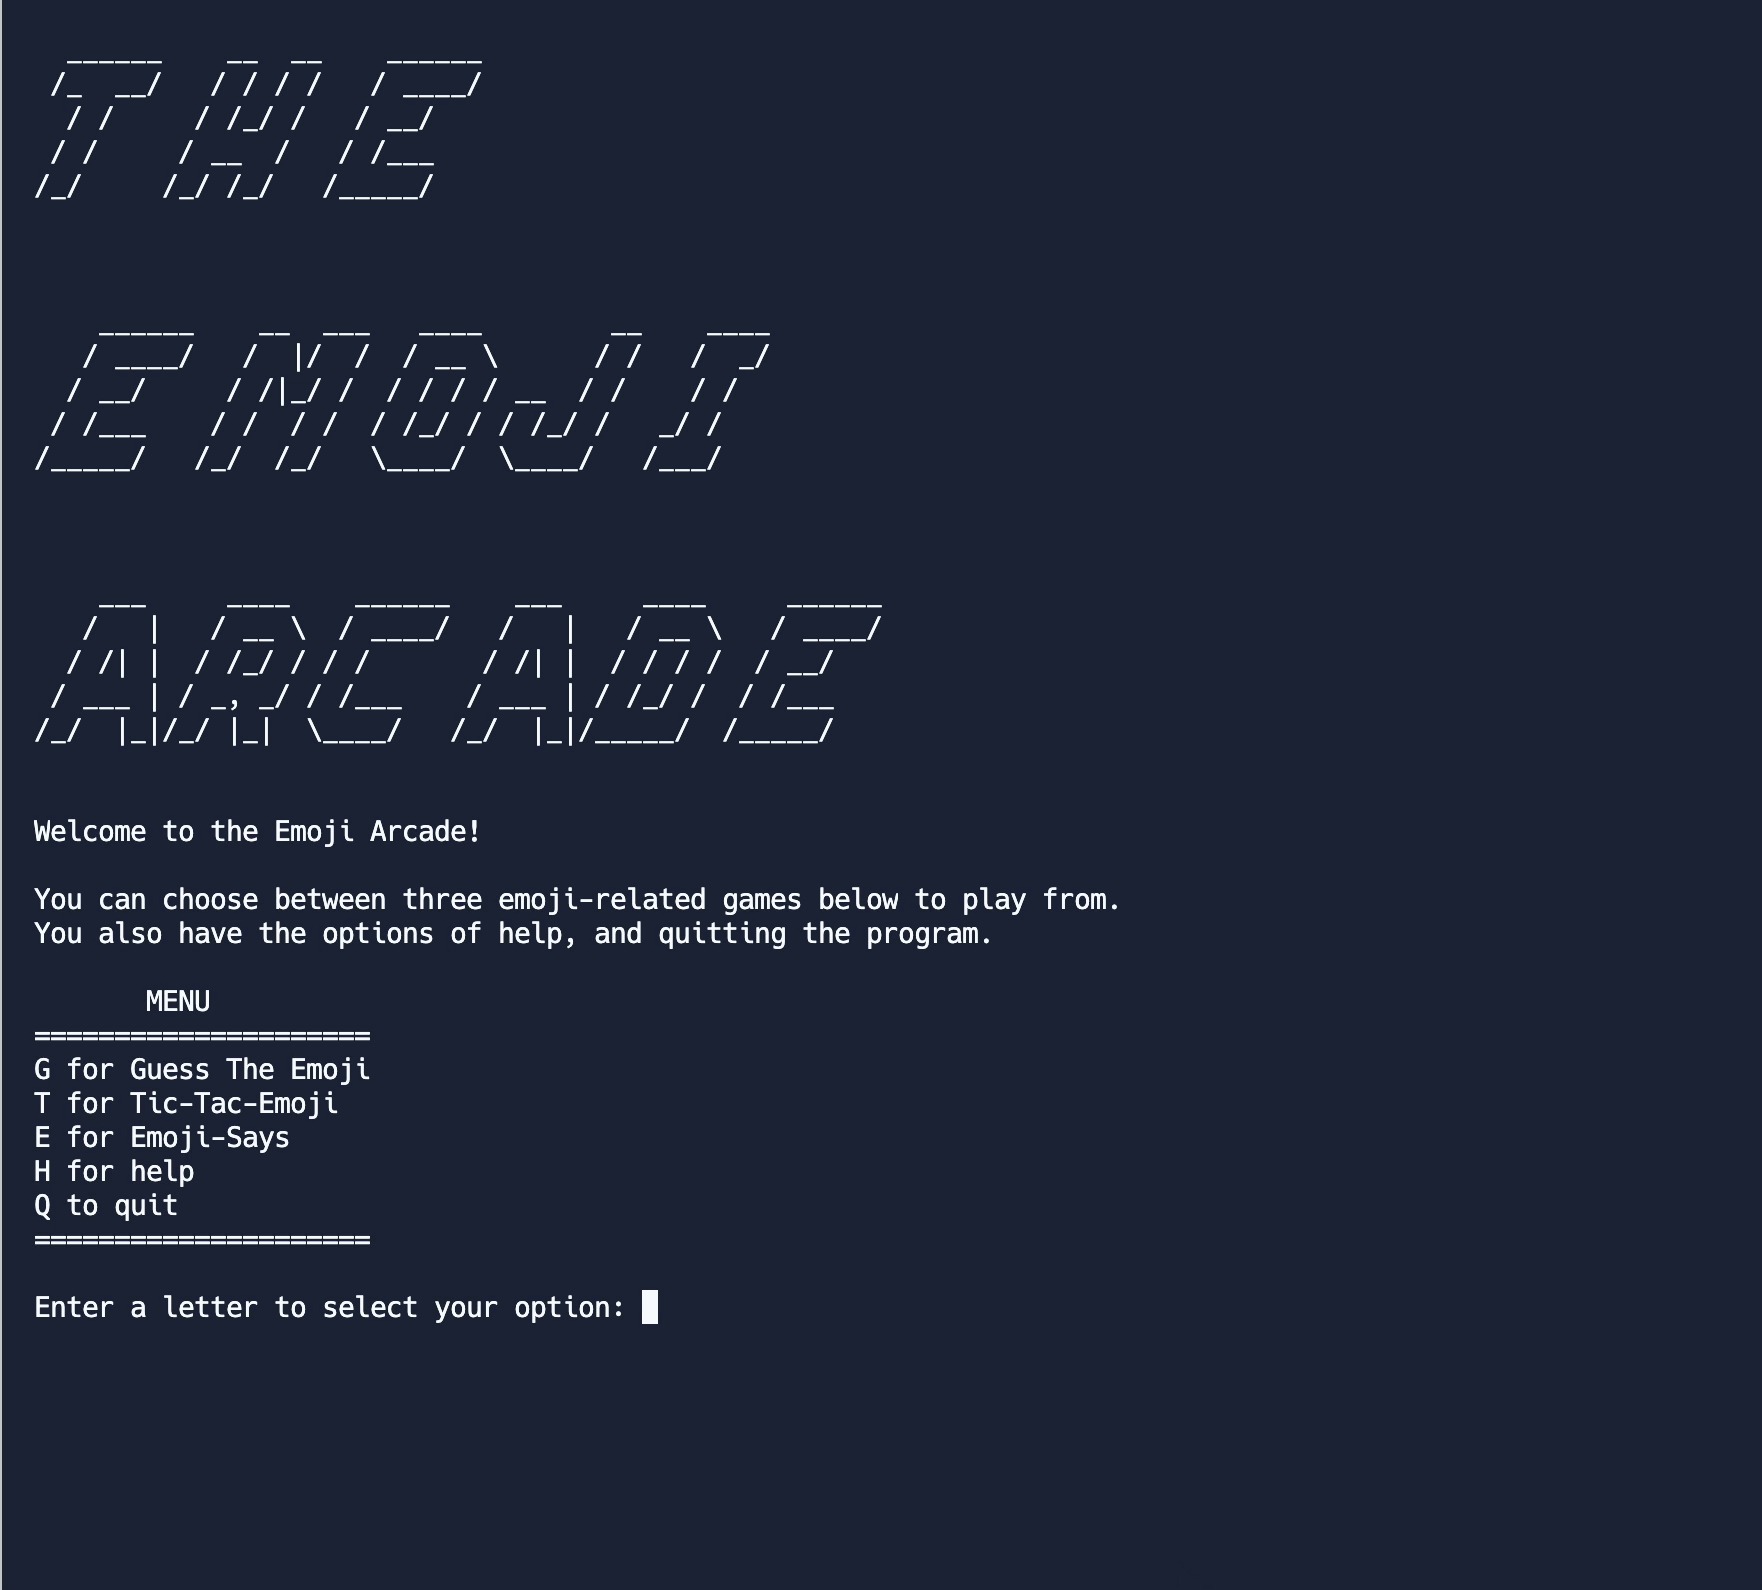 THE
EMOJI
ARCADE
Welcome to the Emoji Arcade!
You can choose between three emoji-related games below to play from.
You also have the options of help, and quitting the program.
MENU
=====================
G for Guess The Emoji
T for Tic-Tac-Emoji
E for Emoji-Says
H for help
Q to quit
=====================
Enter a letter to select your option: